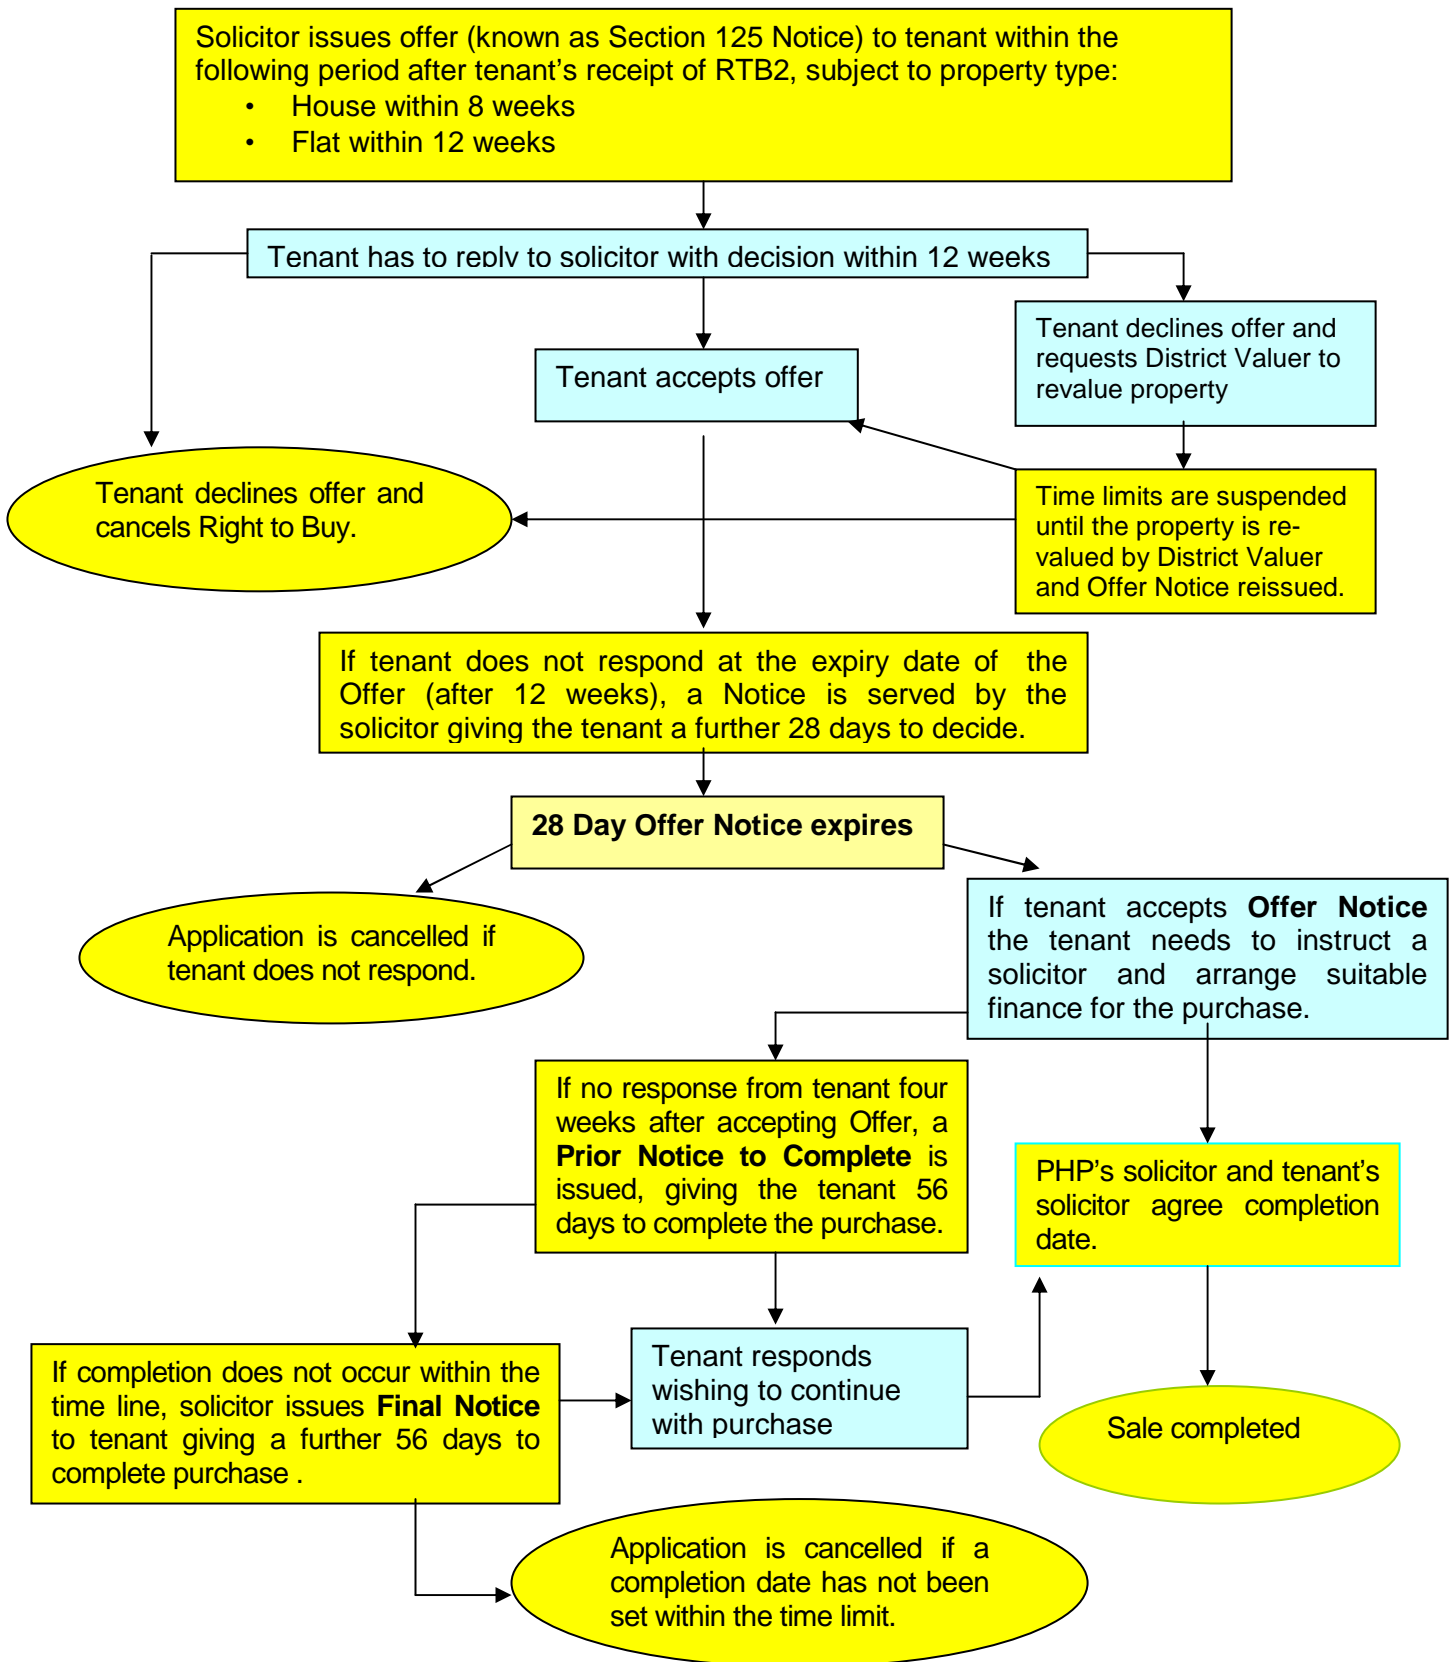 Solicitor issues offer (known as Section 125 Notice) to tenant within the
following period after tenant's receipt of RTB2, subject to property type:
• House within 8 weeks
• Flat within 12 weeks
Tenant has to reply to solicitor with decision within 12 weeks
Tenant declines offer and
requests District Valuer to
revalue property
Tenant accepts offer
Tenant declines offer and
cancels Right to Buy.
Time limits are suspended
until the property is re-
valued by District Valuer
and Offer Notice reissued.
If tenant does not respond at the expiry date of the
Offer (after 12 weeks), a Notice is served by the
solicitor giving the tenant a further 28 days to decide.
28 Day Offer Notice expires
Application is cancelled if
tenant does not respond.
If tenant accepts Offer Notice
the tenant needs to instruct a
solicitor and arrange suitable
finance for the purchase.
If no response from tenant four
weeks after accepting Offer, a
Prior Notice to Complete is
issued, giving the tenant 56
days to complete the purchase.
PHP's solicitor and tenant's
solicitor agree completion
date.
If completion does not occur within the
time line, solicitor issues Final Notice
to tenant giving a further 56 days to
complete purchase .
Tenant responds
wishing to continue
with purchase
Sale completed
Application is cancelled if a
completion date has not been
set within the time limit.